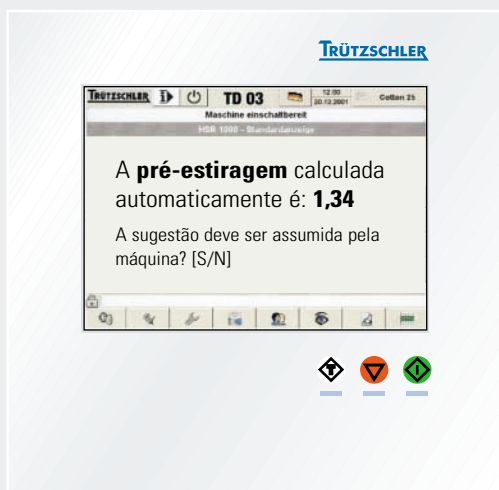 TRÜTZSCHLER
TRÜTZSCHLER TD 03 12:00 Cotton 25
20.12.2001
Maschine einschaltbereit
HSR 1000 - Standardanzeige
A pré-estiragem calculada
automaticamente é: 1,34
A sugestão deve ser assumida pela
máquina? [S/N]